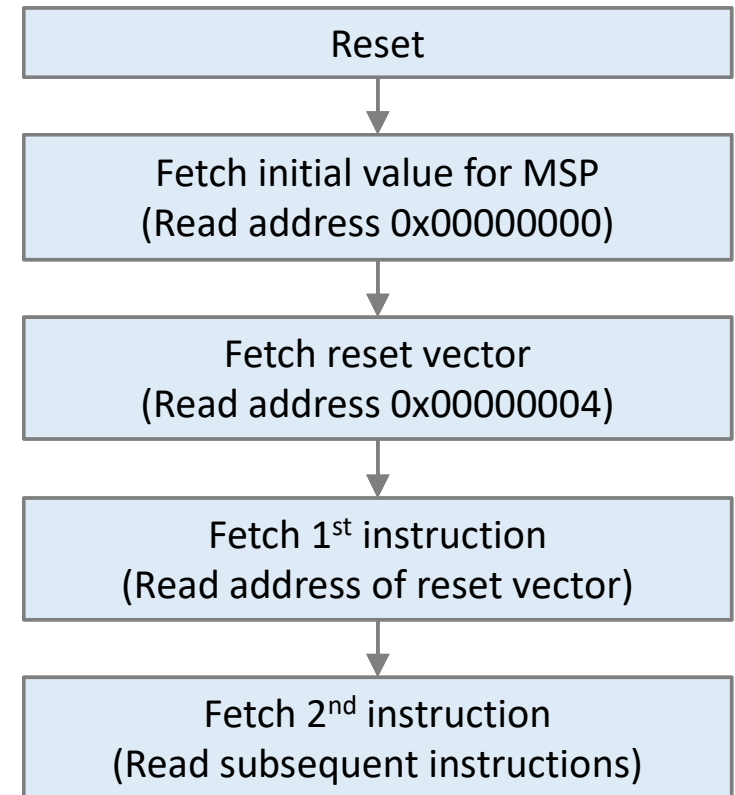 Reset
Fetch initial value for MSP
(Read address 0x00000000)
Fetch reset vector
(Read address 0x00000004)
Fetch 1st instruction
(Read address of reset vector)
Fetch 2nd instruction
(Read subsequent instructions)